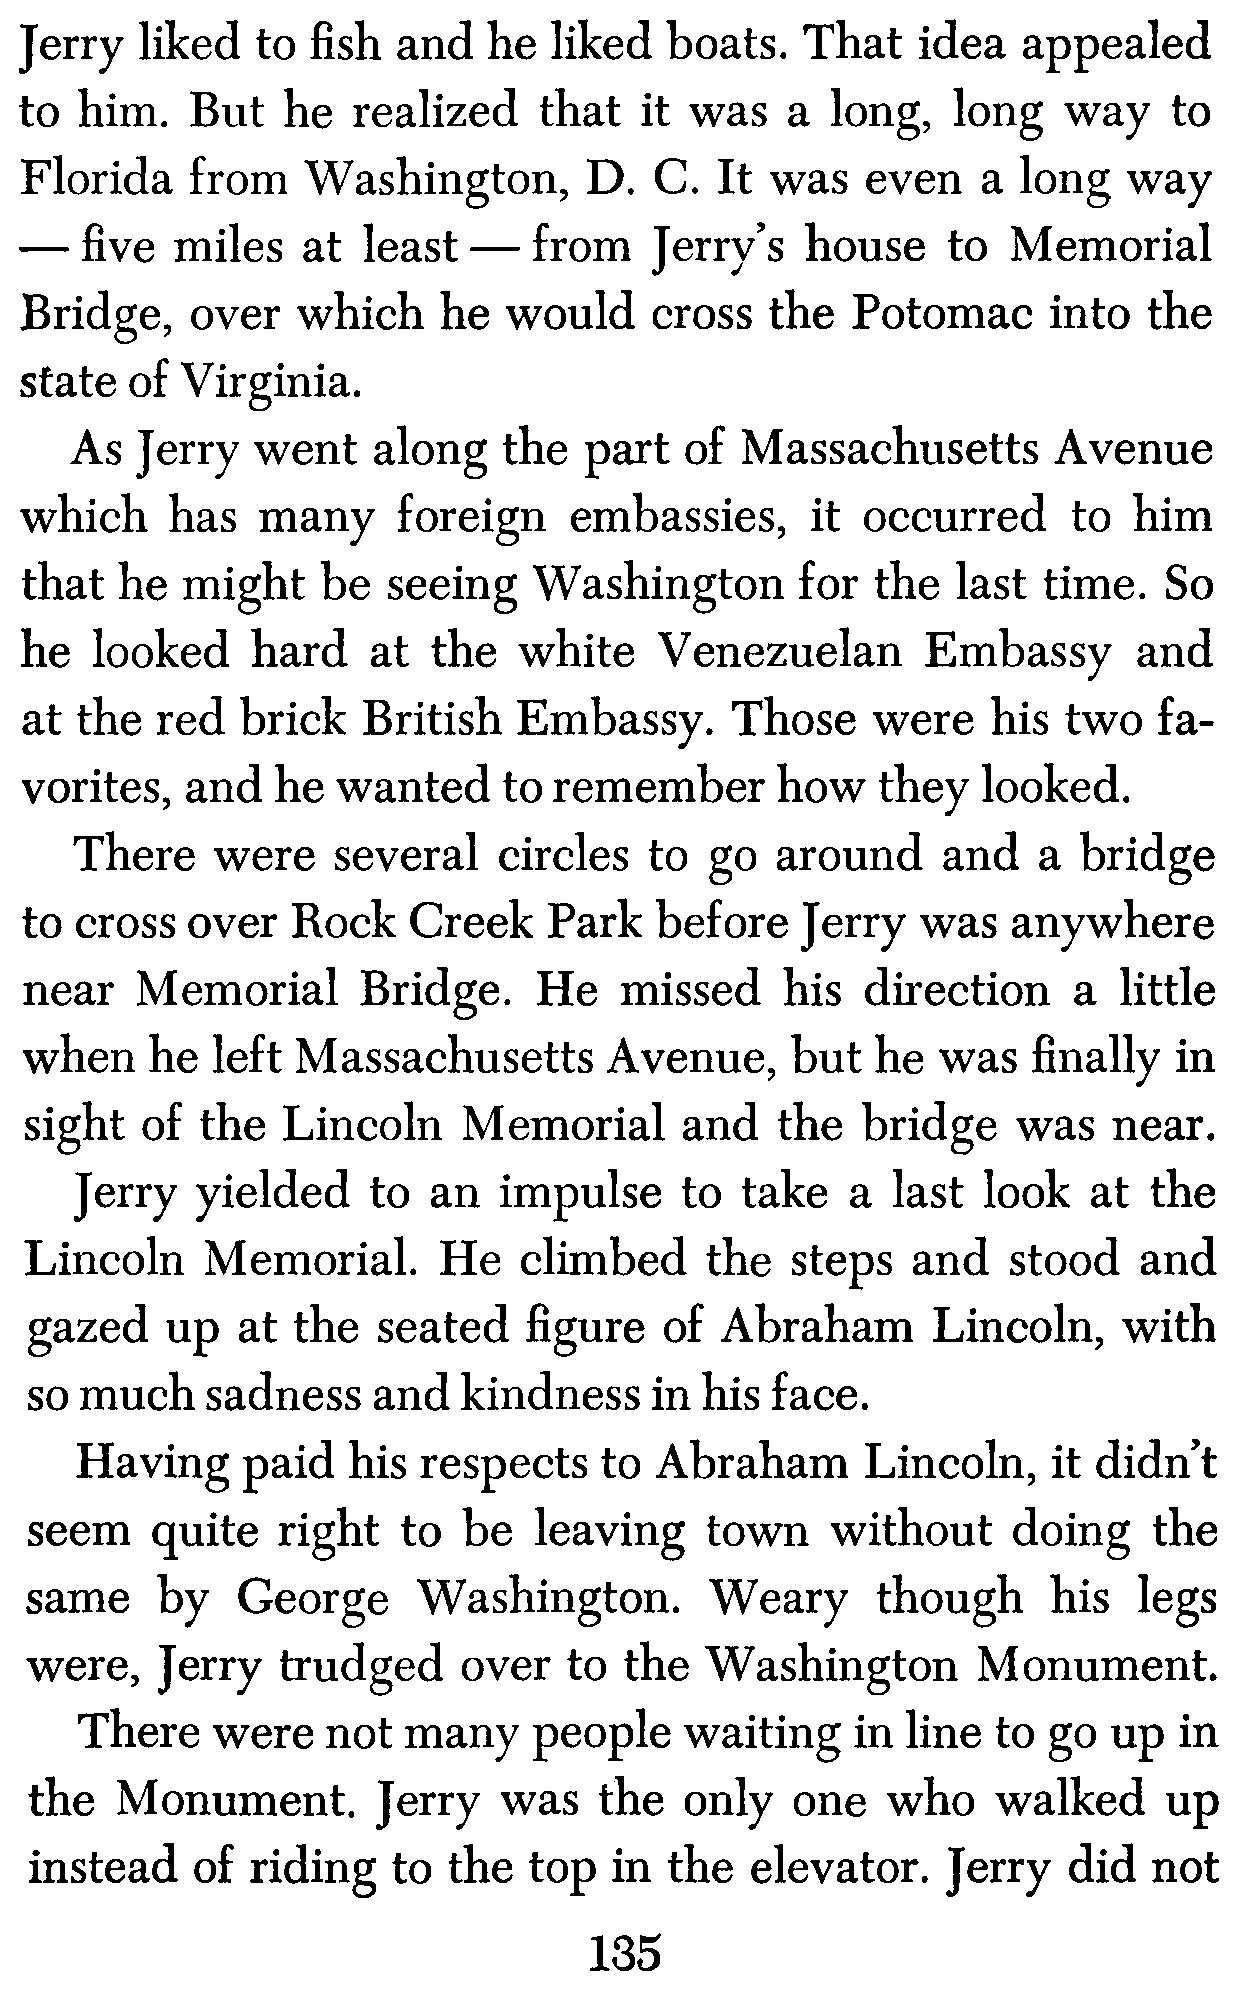 Jerry liked to fish and he liked boats. That idea appealed
to him. But he realized that it was a long, long way to
Florida from Washington, D. C. It was even a long way
— five miles at least — from Jerry's house to Memorial
Bridge, over which he would cross the Potomac into the
state of Virginia.
As Jerry went along the part of Massachusetts Avenue
which has many foreign embassies, it occurred to him
that he might be seeing Washington for the last time. So
he looked hard at the white Venezuelan Embassy and
at the red brick British Embassy. Those were his two fa-
vorites, and he wanted to remember how they looked.
There were several circles to go around and a bridge
to cross over Rock Creek Park before Jerry was anywhere
near Memorial Bridge. He missed his direction a little
when he left Massachusetts Avenue, but he was finally in
sight of the Lincoln Memorial and the bridge was near.
Jerry yielded to an impulse to take a last look at the
Lincoln Memorial. He climbed the steps and stood and
gazed up at the seated figure of Abraham Lincoln, with
so much sadness and kindness in his face.
Having paid his respects to Abraham Lincoln, it didn't
seem quite right to be leaving town without doing the
same by George Washington. Weary though his legs
were, Jerry trudged over to the Washington Monument.
There were not many people waiting in line to go up in
the Monument. Jerry was the only one who walked up
instead of riding to the top in the elevator. Jerry did not
135